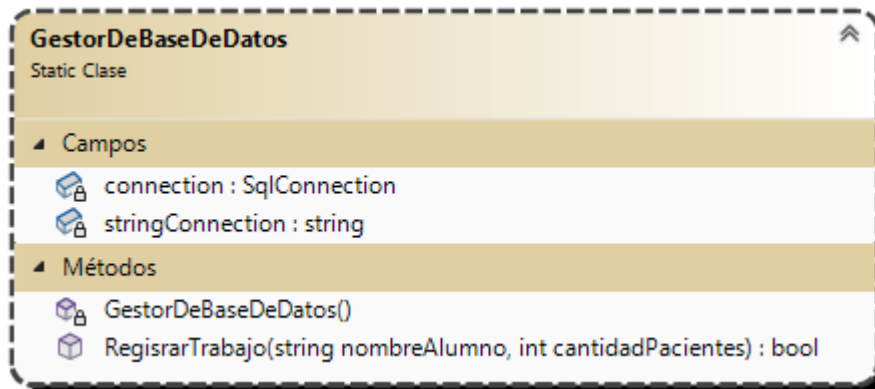 GestorDeBaseDeDatos
Static Clase
Campos
connection : SqlConnection
stringConnection : string
Métodos
GestorDeBaseDeDatos()
RegisrarTrabajo(string nombreAlumno, int cantidadPacientes) : bool